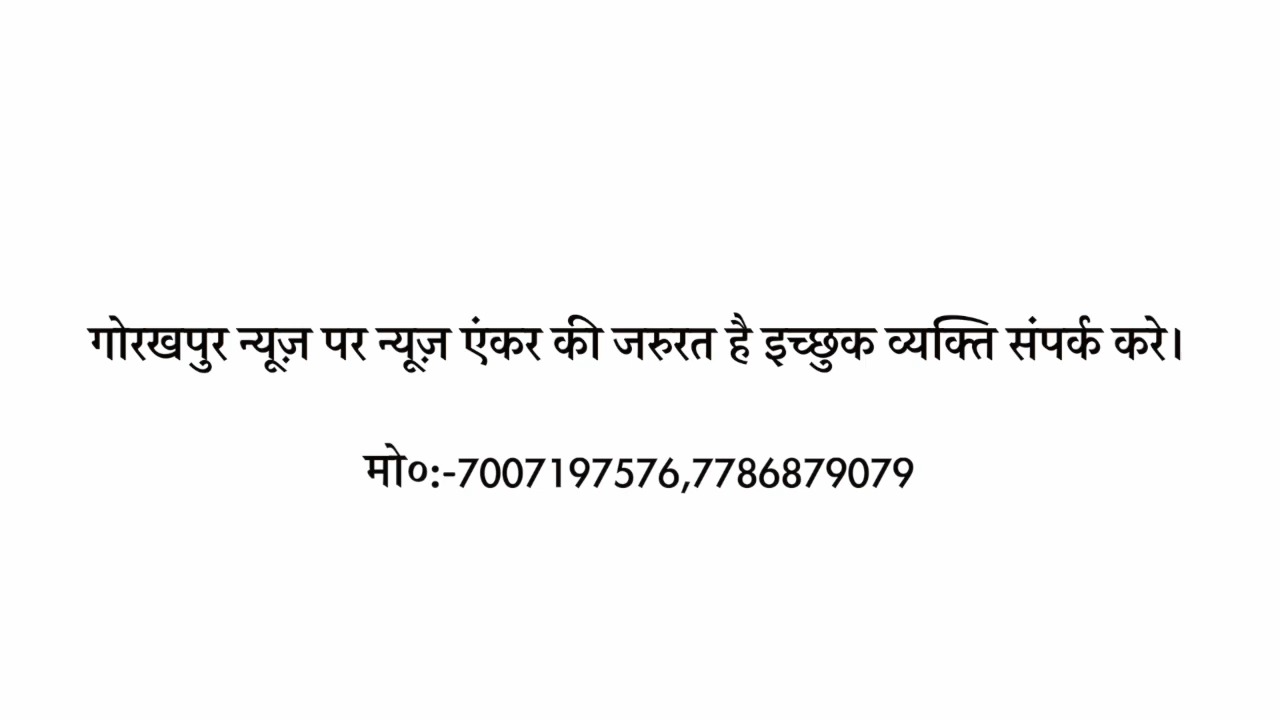 गोरखपुर न्यूज़ पर न्यूज़ एंकर की जरुरत है इच्छुक व्यक्ति संपर्क करे।
मो०:-7007197576,7786879079